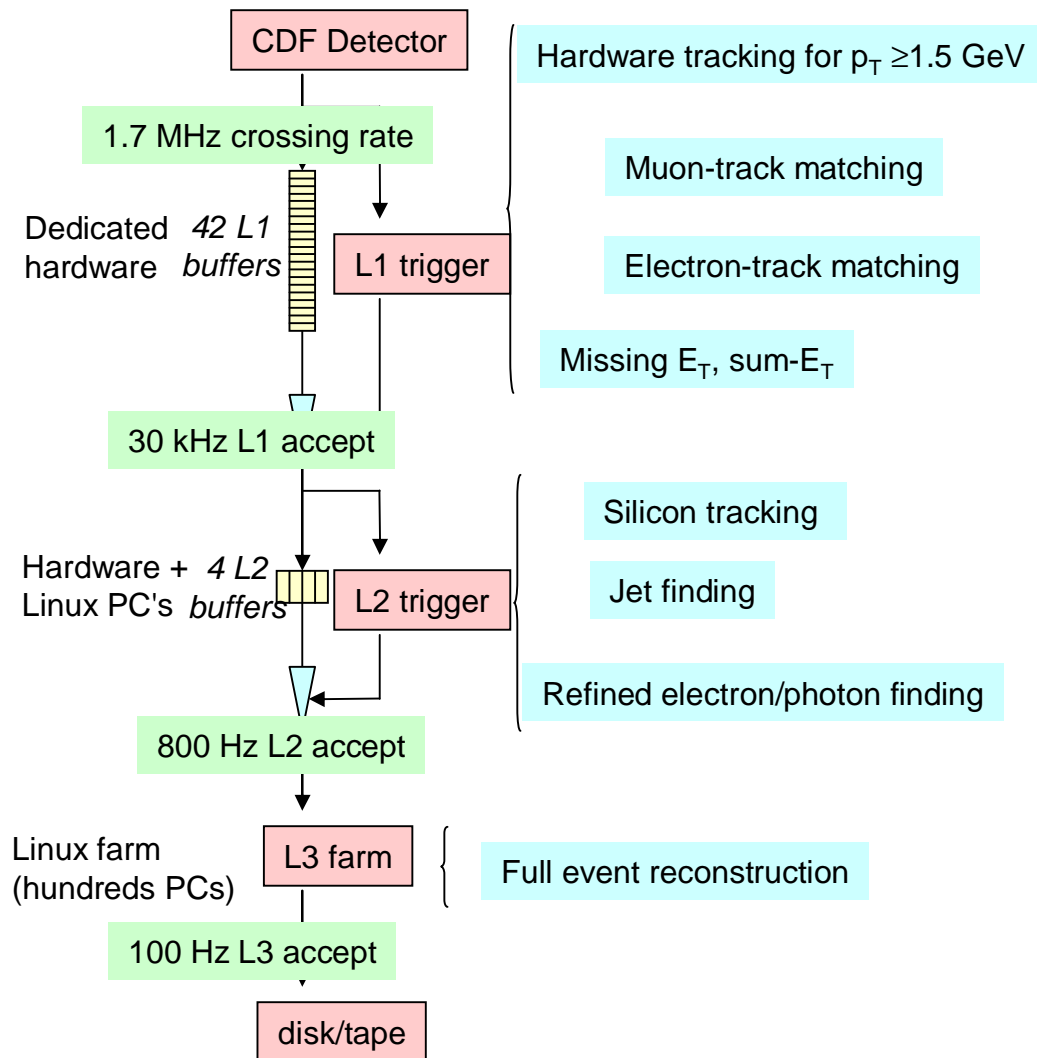 CDF Detector
Hardware tracking for pT ≥1.5 GeV
1.7 MHz crossing rate
Muon-track matching
Dedicated
hardware
42 L1
buffers
L1 trigger
Electron-track matching
Missing ET, sum-ET
30 kHz L1 accept
Silicon tracking
Hardware +
Linux PC's
4 L2
buffers
L2 trigger
Jet finding
Refined electron/photon finding
800 Hz L2 accept
Linux farm
(hundreds PCs)
L3 farm
Full event reconstruction
100 Hz L3 accept
disk/tape